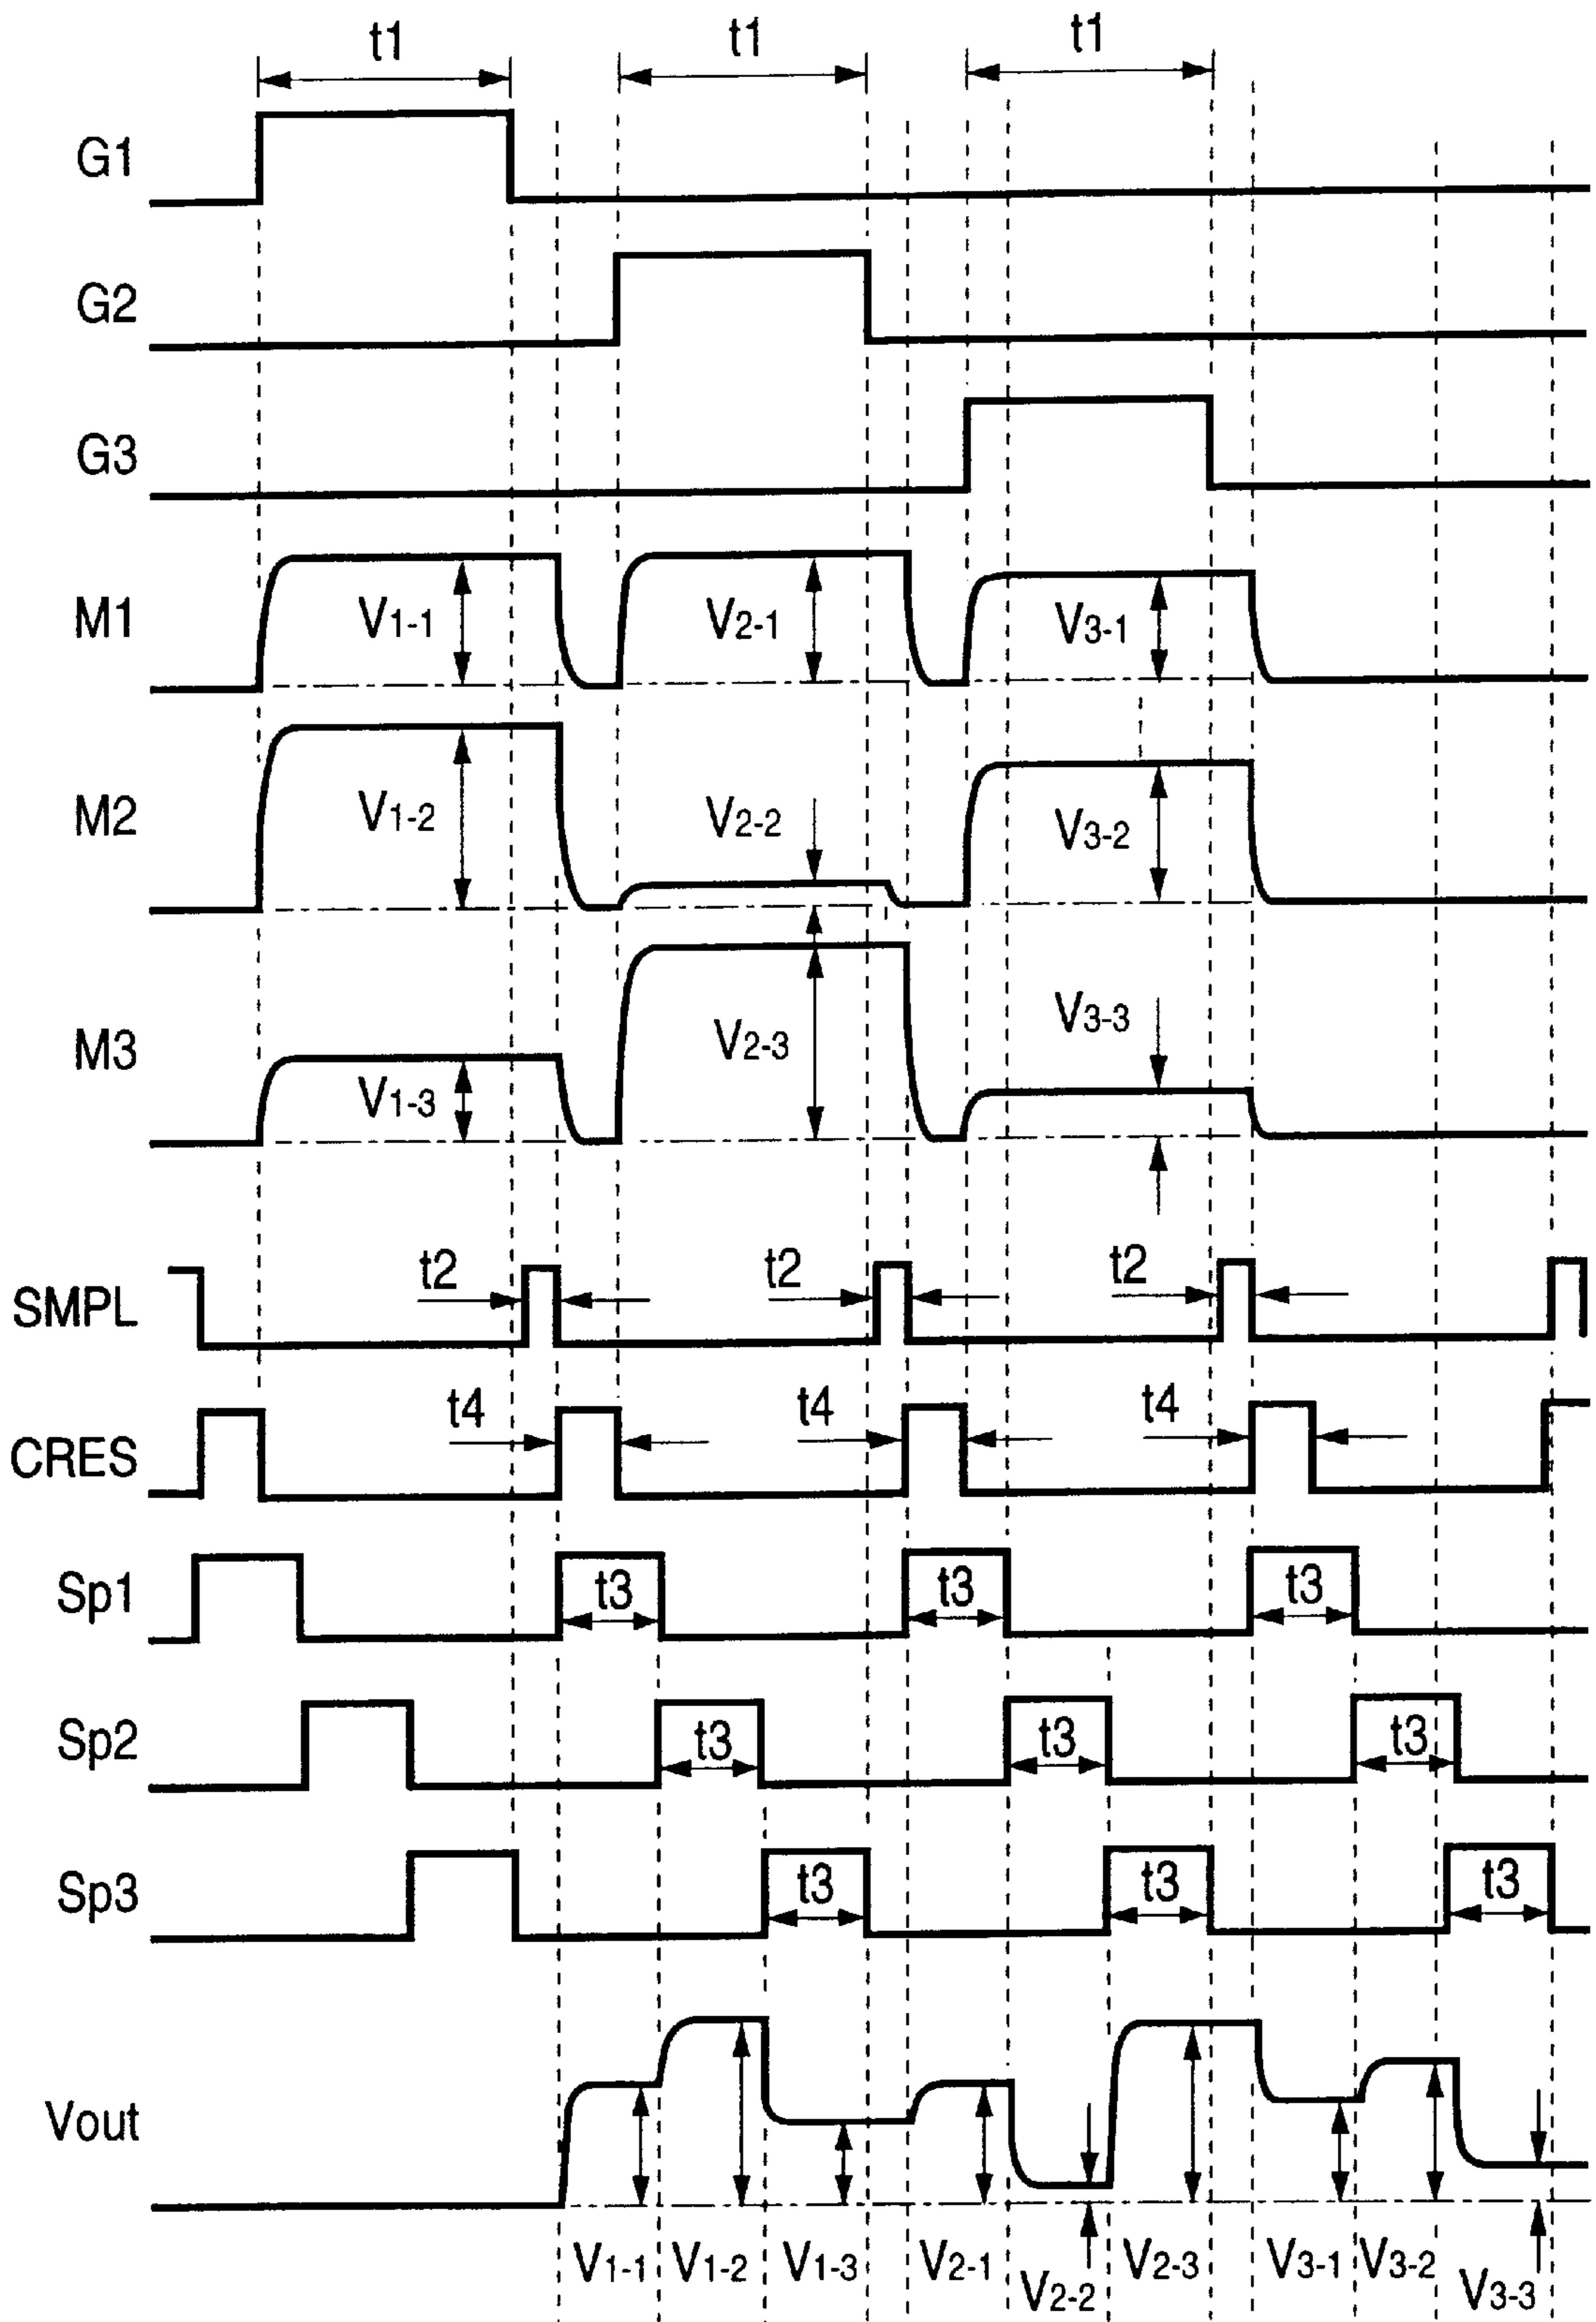 t1 t1 t1
G1
G2
G3
M1 V1-1 V2-1 V3-1
M2 V1-2 V2-2 V3-2
M3 V1-3 V2-3 V3-3
SMPL t2 t2 t2
CRES t4 t4 t4
Sp1 t3 t3 t3
Sp2 t3 t3 t3
Sp3 t3 t3 t3
Vout
V1-1 V1-2 V1-3 V2-1 V2-2 V2-3 V3-1 V3-2 V3-3